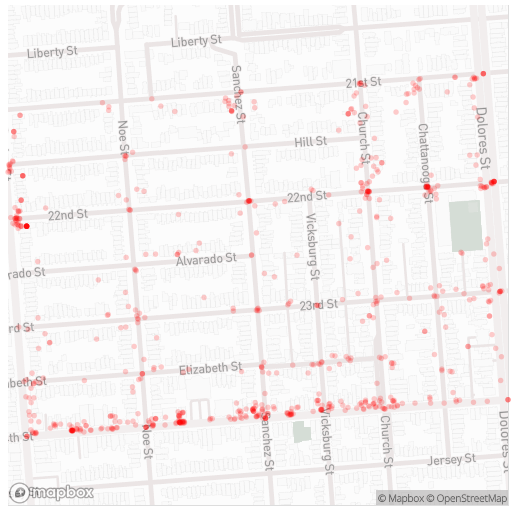 Liberty St
Liberty St
21st St
Sanchez St
Noe St
Hill St
Church St
Chattanooga St
Dolores St
22nd St
22nd St
Vicksburg St
Alvarado St
arado St
23rd St
rd St
Elizabeth St
abeth St
th St
Noe St
Sanchez St
Vicksburg St
Church St
Dolores St
Jersey St
mapbox
© Mapbox © OpenStreetMap